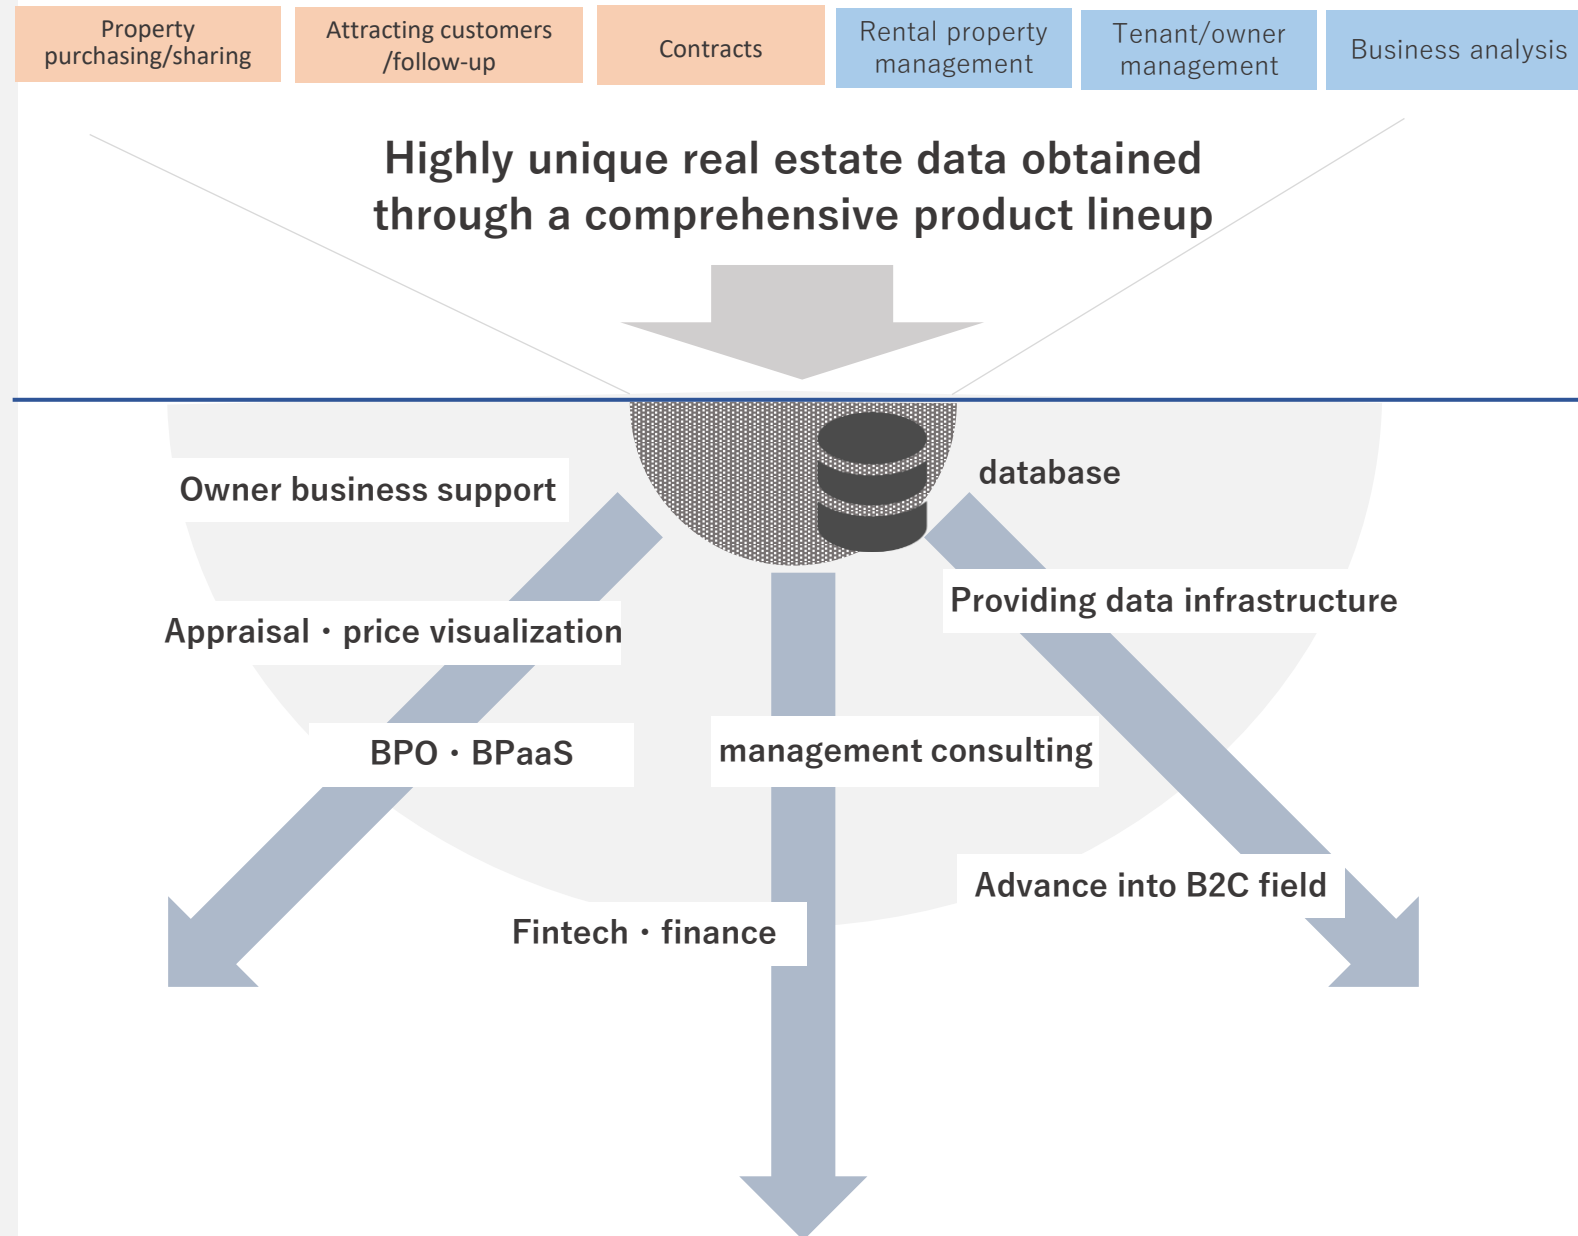 Property
purchasing/sharing
Attracting customers
/follow-up
Contracts
Rental property
management
Tenant/owner
management
Business analysis
Highly unique real estate data obtained
through a comprehensive product lineup
database
Owner business support
Providing data infrastructure
Appraisal・price visualization
BPO・BPaaS
management consulting
Advance into B2C field
Fintech・finance